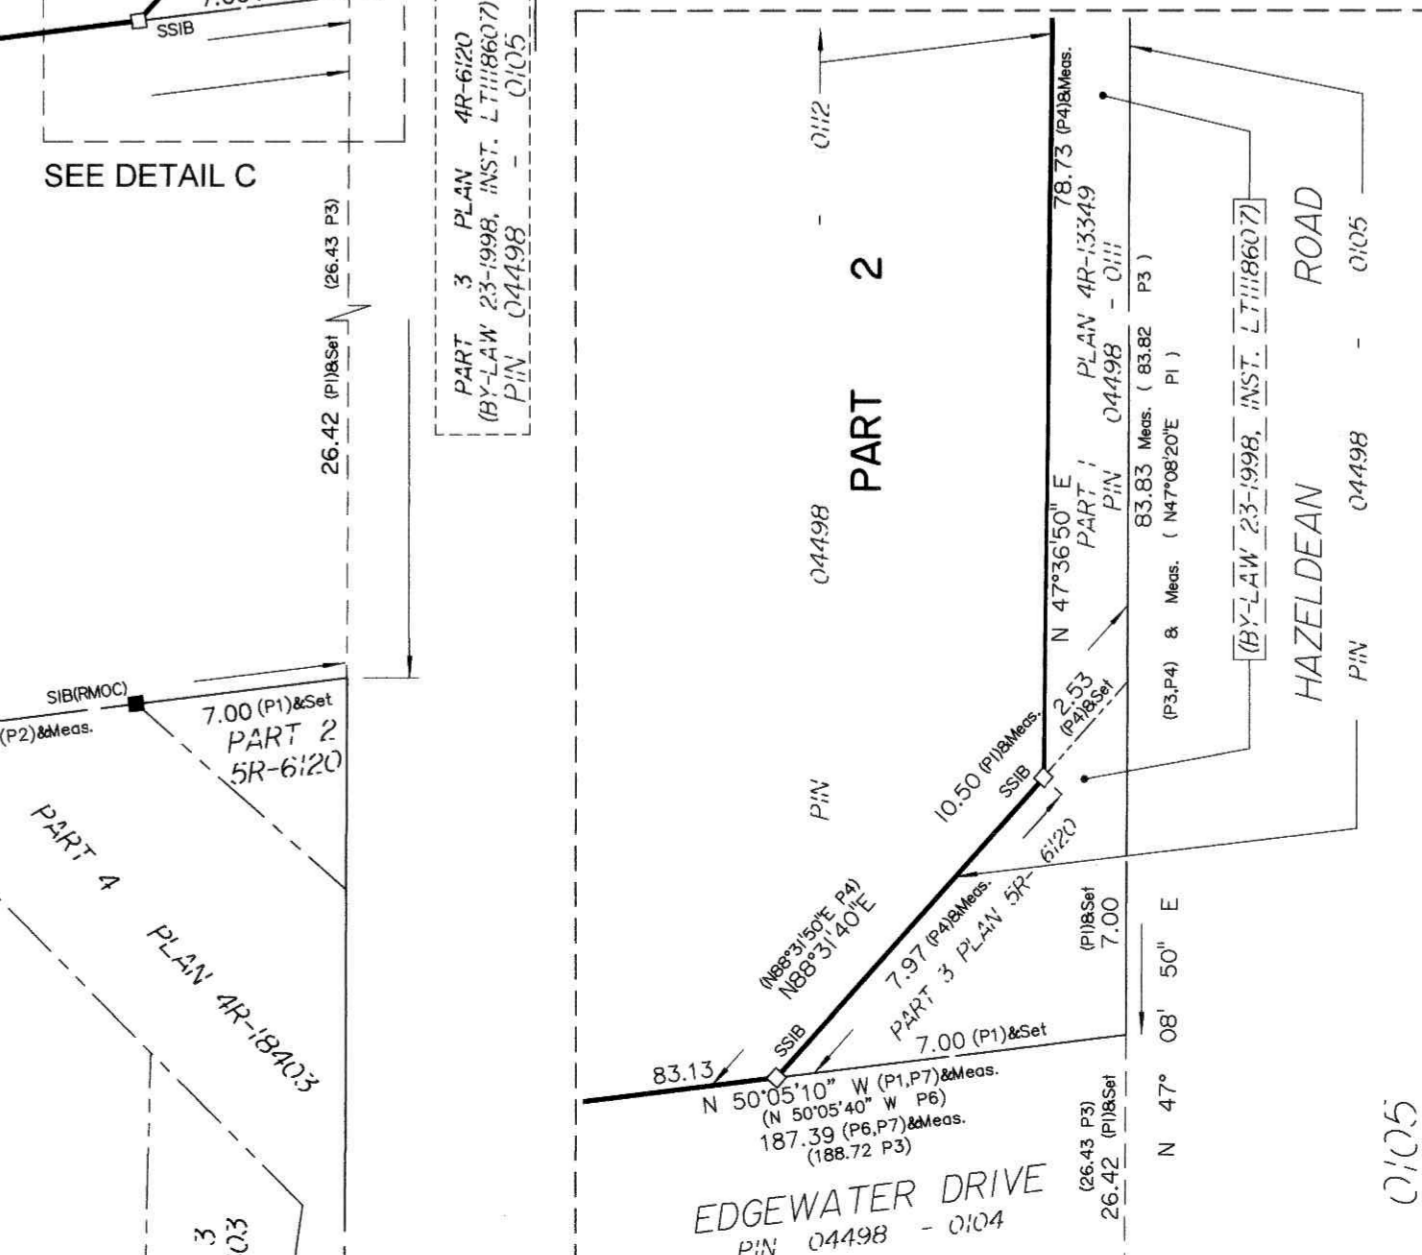 SSIB
SEE DETAIL C
26.42 (P1)&Set (26.43 P3)
PART 3 PLAN 4R-6120
(BY-LAW 23-1998, INST. LT1118607)
PIN 04498 - 0105
SIB(RMOC)
(P2)&Meas.
7.00 (P1)&Set
PART 2
5R-6120
PART 4 PLAN 4R-18403
3
03
PIN 04498 - 0112
PART 2
78.73 (P4)&Meas.
N 47°36'50" E
PART 1 PLAN 4R-13349
PIN 04498 - 0111
83.83 Meas. ( 83.82 P3 )
(P3,P4) & Meas. ( N47°08'20"E P1 )
(BY-LAW 23-1998, INST. LT1118607)
HAZELDEAN ROAD
PIN 04498 - 0105
2.53
(P4)&Set
10.50 (P1)&Meas.
SSIB
(N88°31'50"E P4)
N88°31'40"E
7.97 (P4)&Meas.
PART 3 PLAN 5R-6120
(P1)&Set
7.00
N 47° 08' 50" E
SSIB
7.00 (P1)&Set
83.13
N 50°05'10" W (P1,P7)&Meas.
(N 50°05'40" W P6)
187.39 (P6,P7)&Meas.
(188.72 P3)
(26.43 P3)
26.42 (P1)&Set
EDGEWATER DRIVE
PIN 04498 - 0104
0105